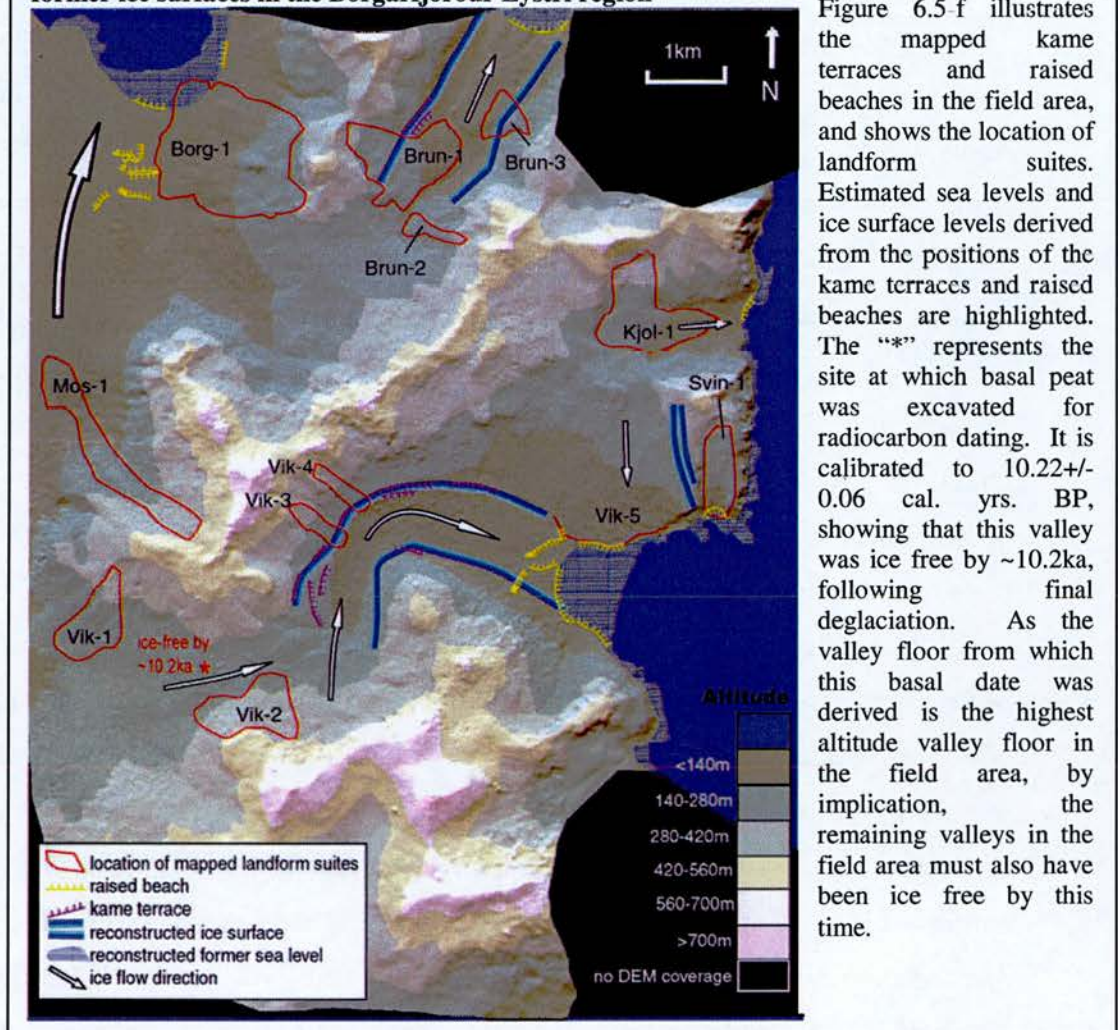 former ice surfaces in the Borgarfjörður-Eystri region
Figure 6.5-f illustrates
the mapped kame
terraces and raised
beaches in the field area,
and shows the location of
landform suites.
Estimated sea levels and
ice surface levels derived
from the positions of the
kame terraces and raised
beaches are highlighted.
The “*” represents the
site at which basal peat
was excavated for
radiocarbon dating. It is
calibrated to 10.22+/-
0.06 cal. yrs. BP,
showing that this valley
was ice free by ~10.2ka,
following final
deglaciation. As the
valley floor from which
this basal date was
derived is the highest
altitude valley floor in
the field area, by
implication, the
remaining valleys in the
field area must also have
been ice free by this
time.
1km
N
Borg-1
Brun-1
Brun-3
Brun-2
Kjol-1
Mos-1
Svin-1
Vik-4
Vik-3
Vik-5
Vik-1
ice-free by
~10.2ka *
Vik-2
Altitude
<140m
140-280m
280-420m
420-560m
560-700m
>700m
no DEM coverage
location of mapped landform suites
raised beach
kame terrace
reconstructed ice surface
reconstructed former sea level
ice flow direction